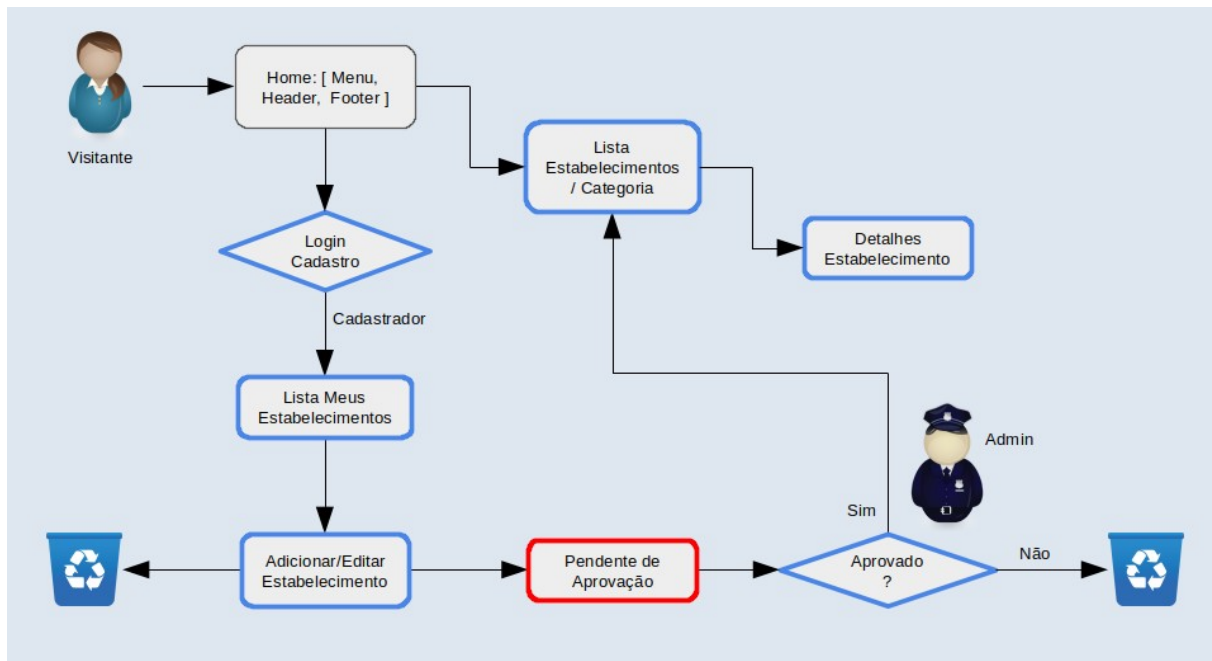 Home: [ Menu,
Header, Footer ]
Visitante
Lista
Estabelecimentos
/ Categoria
Login
Cadastro
Detalhes
Estabelecimento
Cadastrador
Lista Meus
Estabelecimentos
Admin
Sim
Adicionar/Editar
Estabelecimento
Pendente de
Aprovação
Aprovado
?
Não